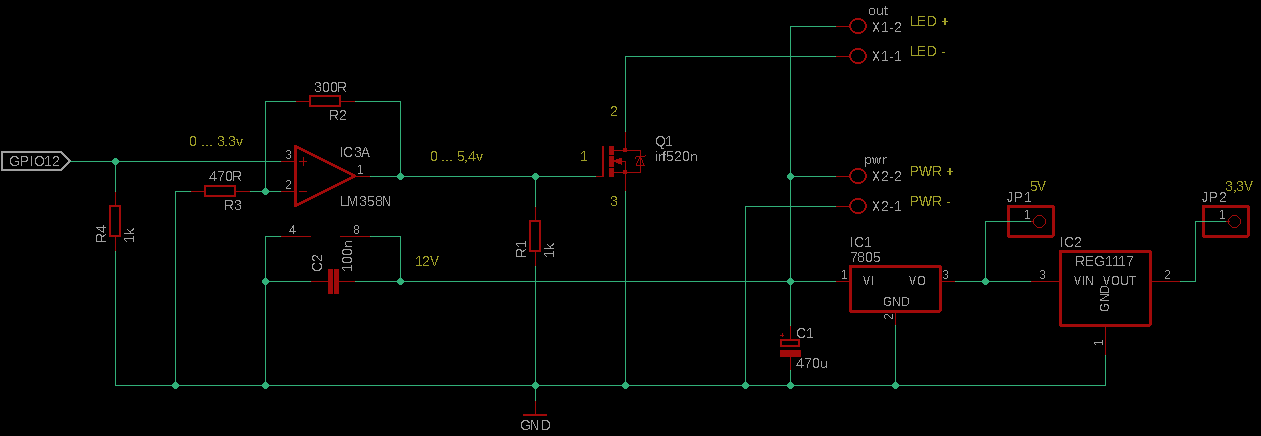 out
X1-2 LED +
X1-1 LED -
300R
R2
2
Q1
irf520n
GPIO12
0 ... 3.3v
3
IC3A
1
0 ... 5,4v
1
2
LM358N
470R
R3
3
pwr
X2-2 PWR +
X2-1 PWR -
5V
JP1
1
3,3V
JP2
1
R4
1k
4
8
C2
100n
12V
R1
1k
IC1
7805
1
VI
VO
3
GND
2
IC2
REG1117
3
VIN VOUT
2
GND
1
+
C1
470u
GND